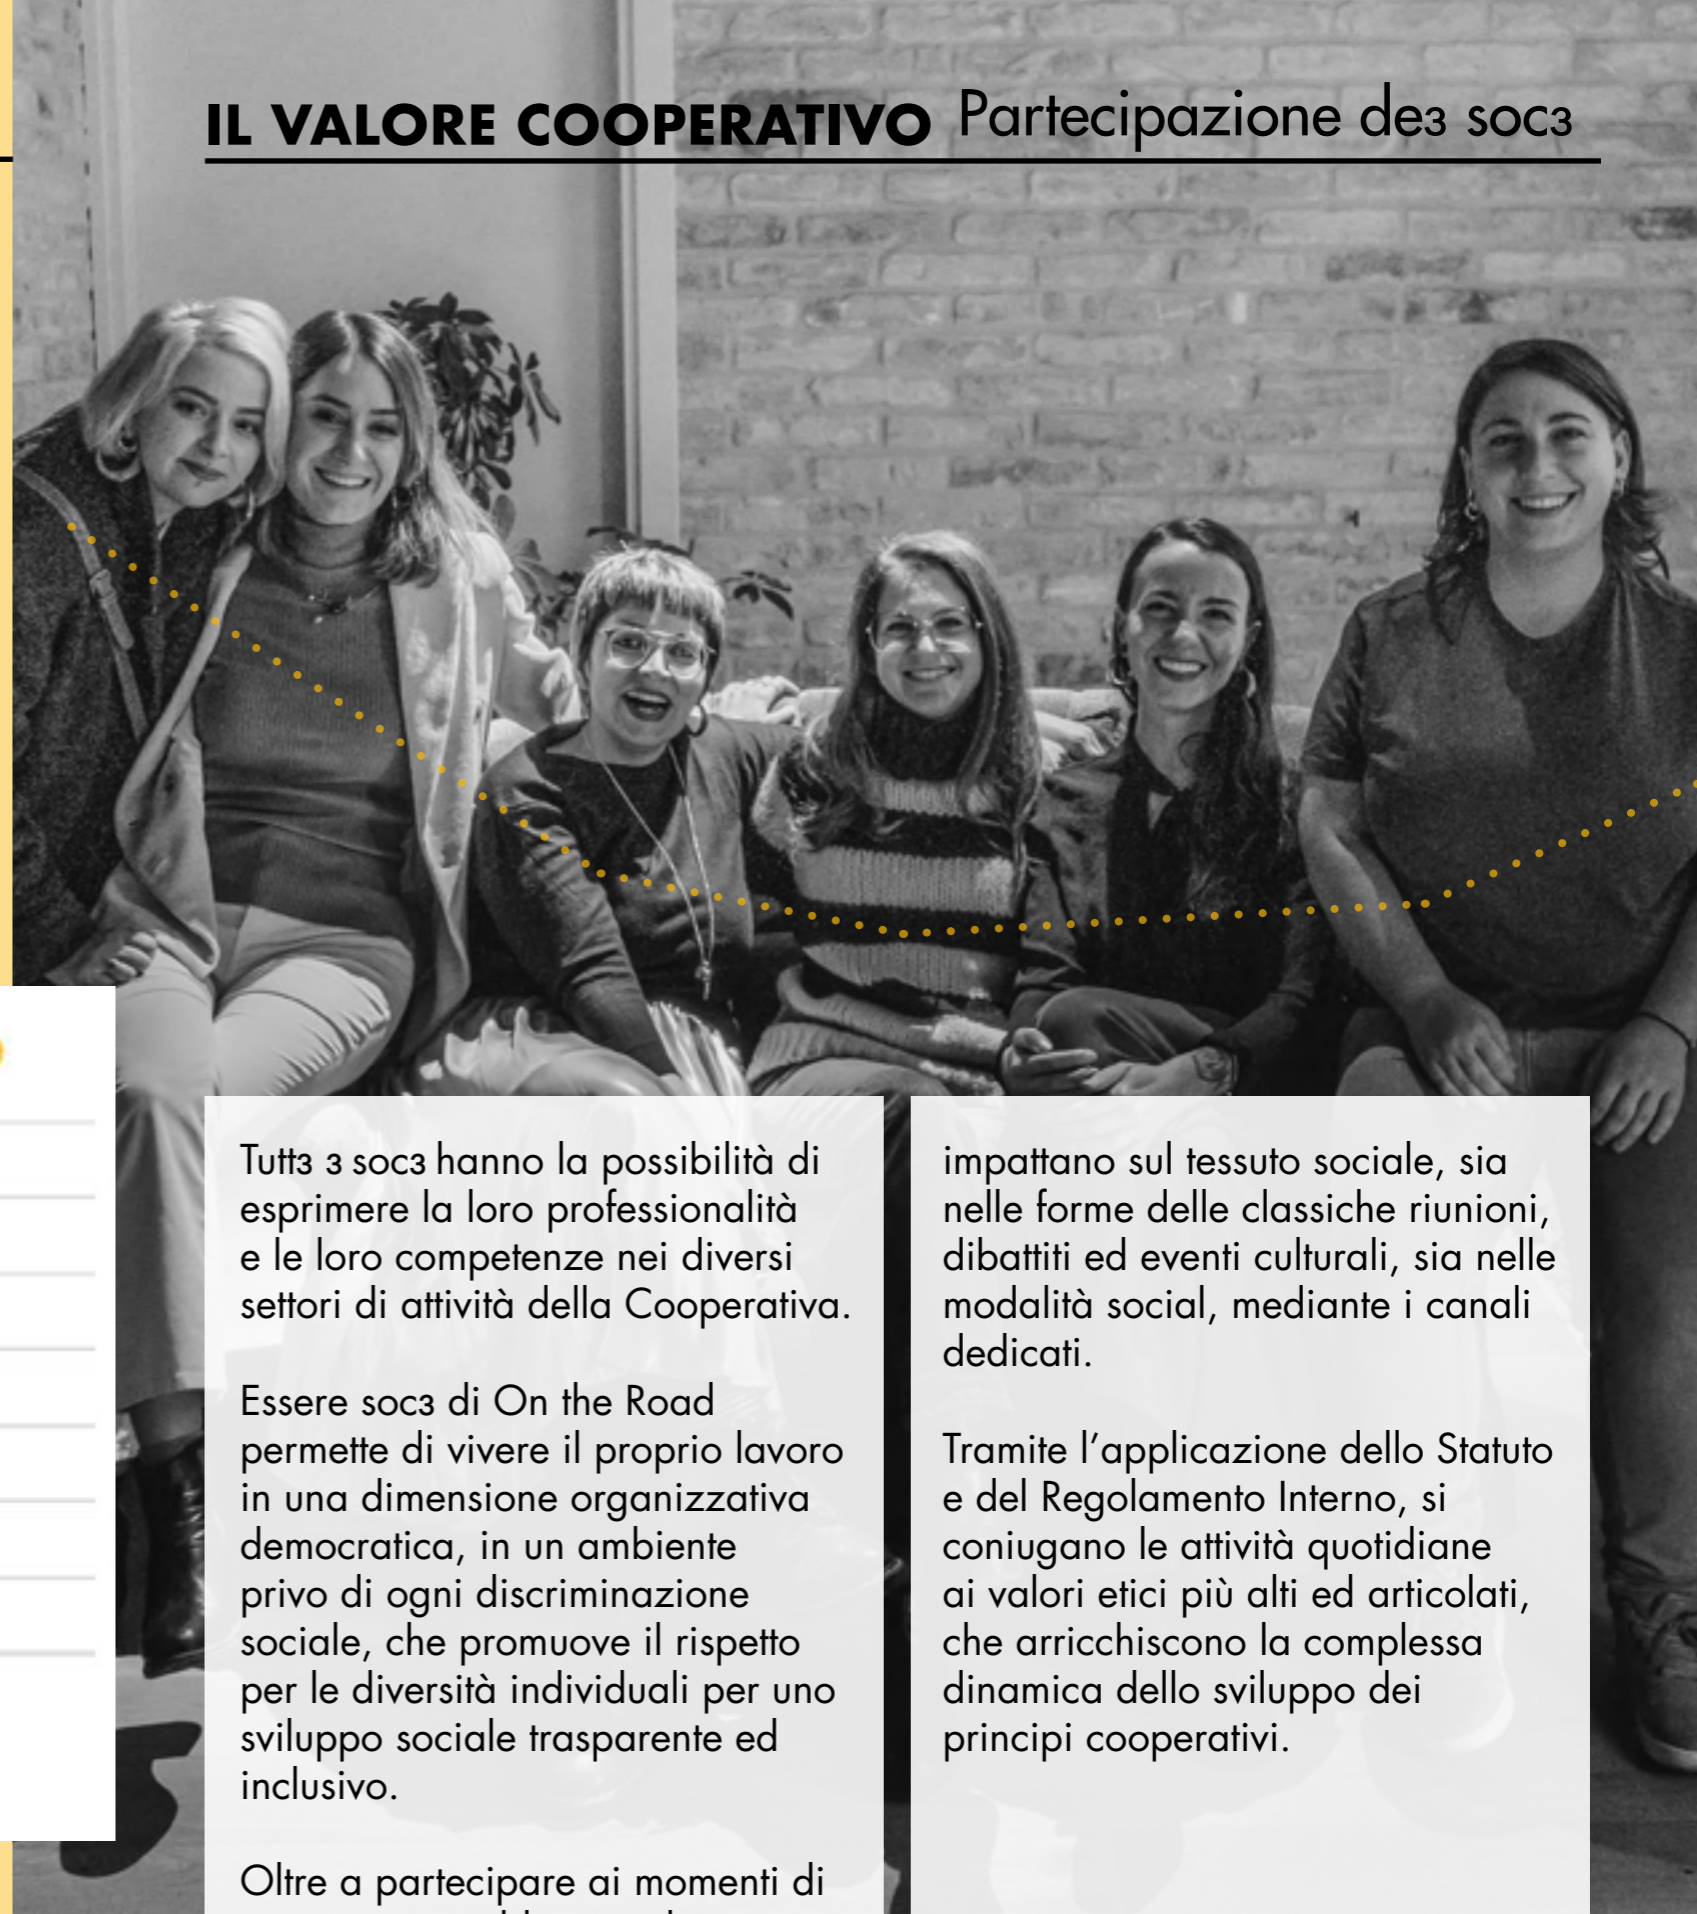 IL VALORE COOPERATIVO Partecipazione deɜ socɜ
Tuttɜ ɜ socɜ hanno la possibilità di
esprimere la loro professionalità
e le loro competenze nei diversi
settori di attività della Cooperativa.
Essere socɜ di On the Road
permette di vivere il proprio lavoro
in una dimensione organizzativa
democratica, in un ambiente
privo di ogni discriminazione
sociale, che promuove il rispetto
per le diversità individuali per uno
sviluppo sociale trasparente ed
inclusivo.
Oltre a partecipare ai momenti di
impattano sul tessuto sociale, sia
nelle forme delle classiche riunioni,
dibattiti ed eventi culturali, sia nelle
modalità social, mediante i canali
dedicati.
Tramite l’applicazione dello Statuto
e del Regolamento Interno, si
coniugano le attività quotidiane
ai valori etici più alti ed articolati,
che arricchiscono la complessa
dinamica dello sviluppo dei
principi cooperativi.